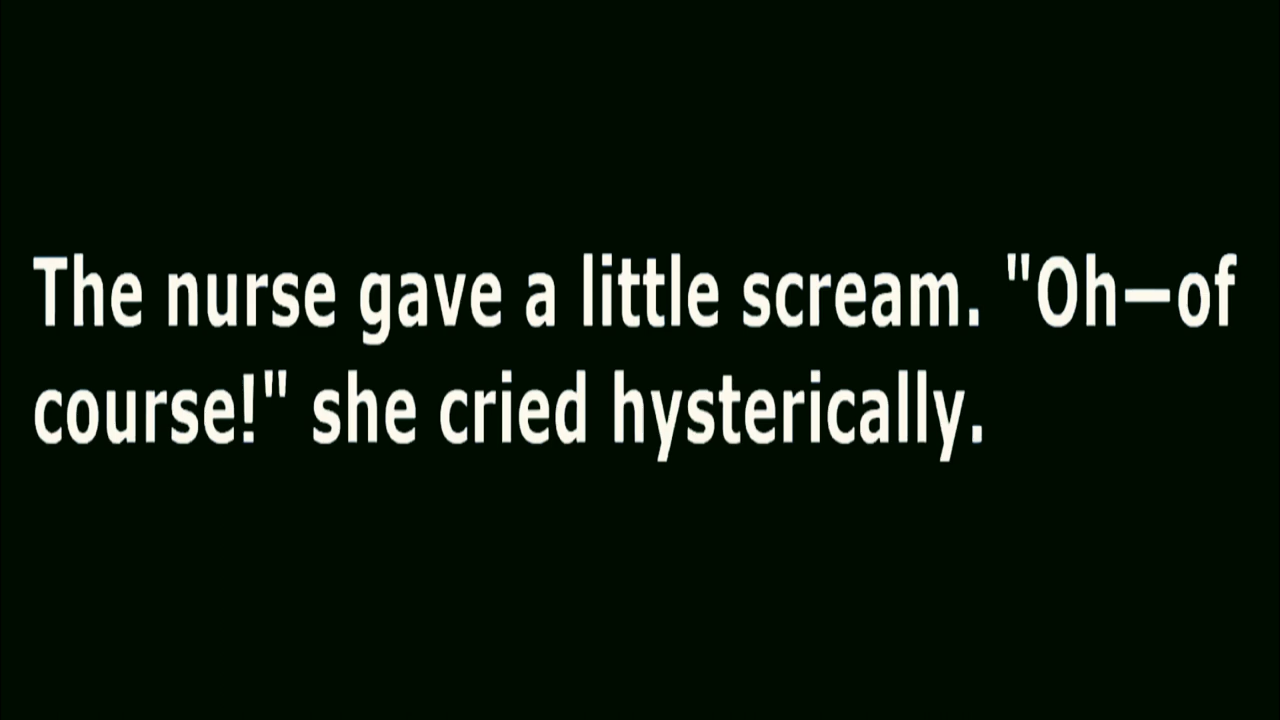 The nurse gave a little scream. "Oh—of
course!" she cried hysterically.